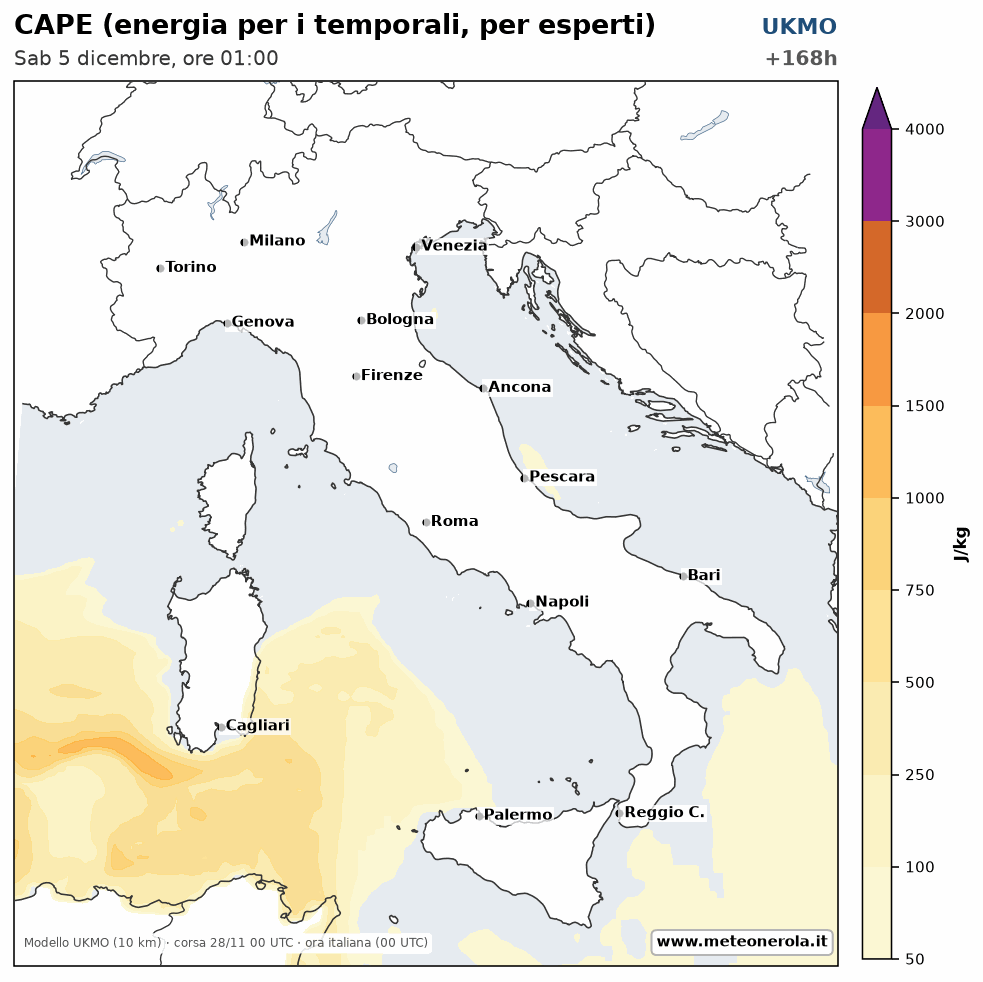 CAPE (energia per i temporali, per esperti)
UKMO
Sab 5 dicembre, ore 01:00
+168h
4000
3000
2000
1500
1000
750
500
250
100
50
J/kg
Milano
Venezia
Torino
Genova
Bologna
Firenze
Ancona
Pescara
Roma
Bari
Napoli
Cagliari
Palermo
Reggio C.
Modello UKMO (10 km) · corsa 28/11 00 UTC · ora italiana (00 UTC)
www.meteonerola.it